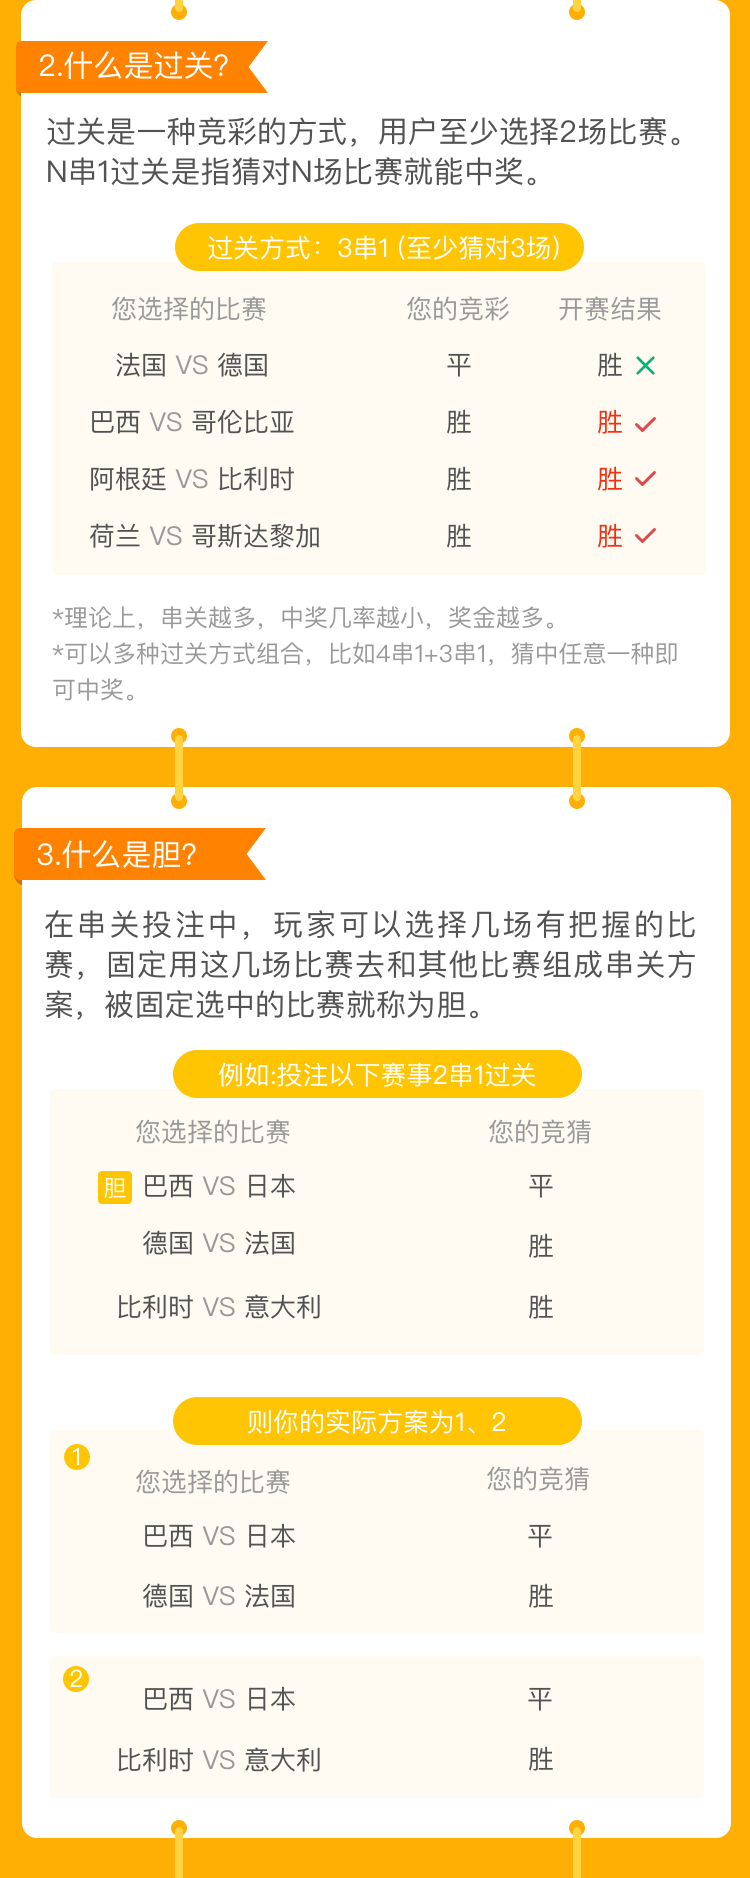 2.什么是过关?
过关是一种竞彩的方式，用户至少选择2场比赛。
N串1过关是指猜对N场比赛就能中奖。
过关方式：3串1 (至少猜对3场)
您选择的比赛 您的竞彩 开赛结果
法国 VS 德国 平 胜
巴西 VS 哥伦比亚 胜 胜
阿根廷 VS 比利时 胜 胜
荷兰 VS 哥斯达黎加 胜 胜
*理论上，串关越多，中奖几率越小，奖金越多。
*可以多种过关方式组合，比如4串1+3串1，猜中任意一种即
可中奖。
3.什么是胆?
在串关投注中，玩家可以选择几场有把握的比
赛，固定用这几场比赛去和其他比赛组成串关方
案，被固定选中的比赛就称为胆。
例如:投注以下赛事2串1过关
您选择的比赛 您的竞猜
胆 巴西 VS 日本 平
德国 VS 法国 胜
比利时 VS 意大利 胜
则你的实际方案为1、2
1
您选择的比赛 您的竞猜
巴西 VS 日本 平
德国 VS 法国 胜
2
巴西 VS 日本 平
比利时 VS 意大利 胜